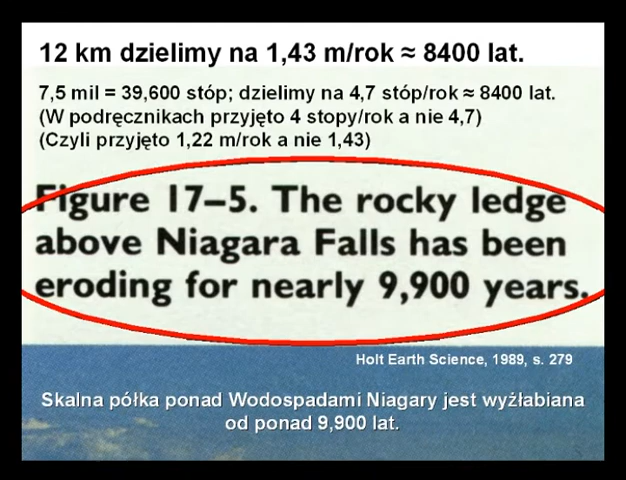 12 km dzielimy na 1,43 m/rok ≈ 8400 lat.
7,5 mil = 39,600 stóp; dzielimy na 4,7 stóp/rok ≈ 8400 lat.
(W podręcznikach przyjęto 4 stopy/rok a nie 4,7)
(Czyli przyjęto 1,22 m/rok a nie 1,43)
Figure 17–5. The rocky ledge
above Niagara Falls has been
eroding for nearly 9,900 years.
Holt Earth Science, 1989, s. 279
Skalna półka ponad Wodospadami Niagary jest wyżłabiana
od ponad 9,900 lat.